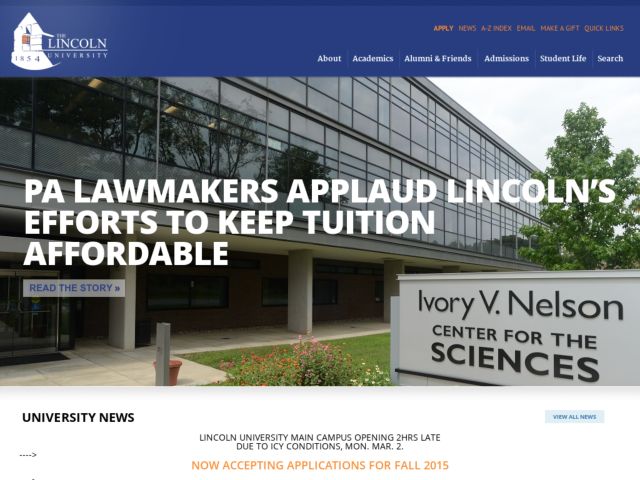 THE
LINCOLN
UNIVERSITY
1854
APPLY NEWS A-Z INDEX EMAIL MAKE A GIFT QUICK LINKS
About Academics Alumni & Friends Admissions Student Life Search
PA LAWMAKERS APPLAUD LINCOLN'S
EFFORTS TO KEEP TUITION
AFFORDABLE
READ THE STORY »
Ivory V. Nelson
CENTER FOR THE
SCIENCES
UNIVERSITY NEWS
VIEW ALL NEWS
LINCOLN UNIVERSITY MAIN CAMPUS OPENING 2HRS LATE
DUE TO ICY CONDITIONS, MON. MAR. 2.
---->
NOW ACCEPTING APPLICATIONS FOR FALL 2015